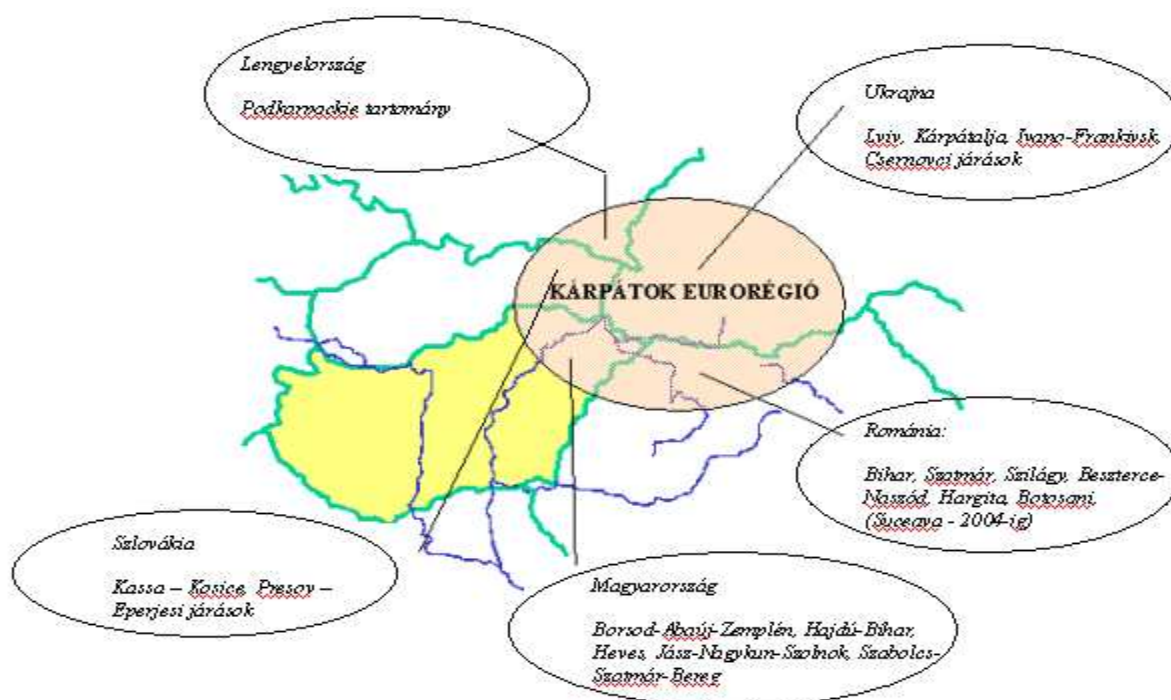 Lengyelország
Podkarpackie tartomány
Ukrajna
Lviv, Kárpátalja, Ivano-Frankivsk,
Csernovci járások
KÁRPÁTOK EURORÉGIÓ
Románia:
Bihar, Szatmár, Szilágy, Beszterce-
Naszód, Hargita, Botosani,
(Suceava - 2004-ig)
Szlovákia
Kassa – Kosice, Presov –
Eperjesi járások
Magyarország
Borsod-Abaúj-Zemplén, Hajdú-Bihar,
Heves, Jász-Nagykun-Szolnok, Szabolcs-
Szatmár-Bereg